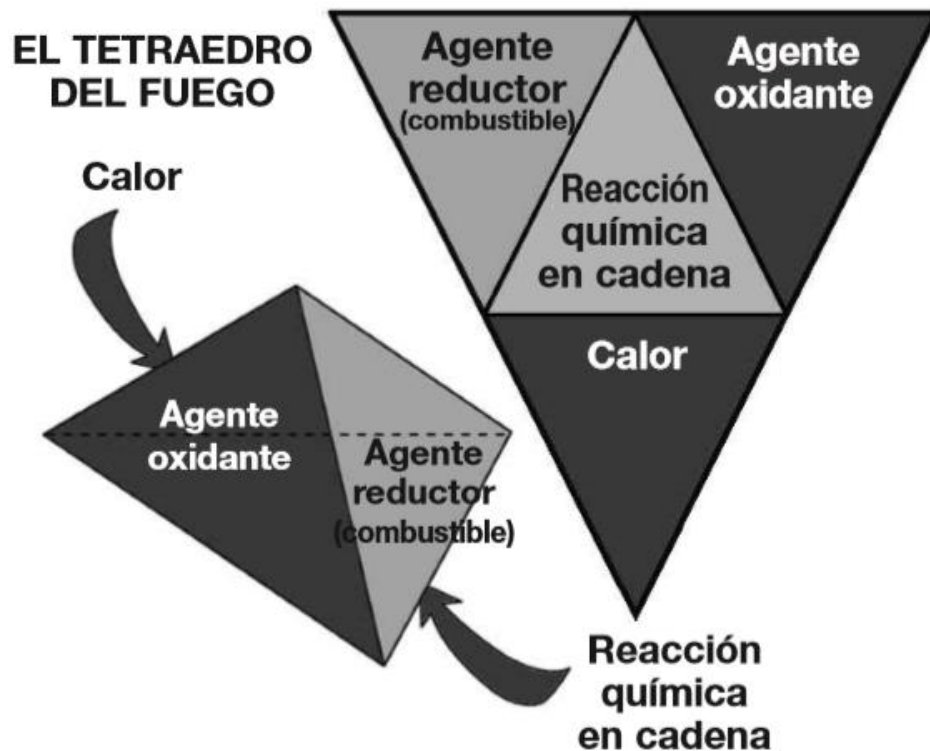 EL TETRAEDRO
DEL FUEGO
Calor
Agente
reductor
(combustible)
Agente
oxidante
Reacción
química
en cadena
Calor
Agente
oxidante
Agente
reductor
(combustible)
Reacción
química
en cadena